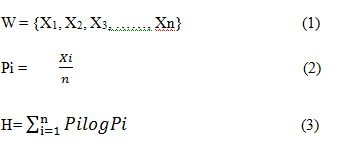 W = {X₁, X₂, X₃,……., Xn} (1)
Pi = Xi/n (2)
H=∑ⁿᵢ₌₁ PilogPi (3)